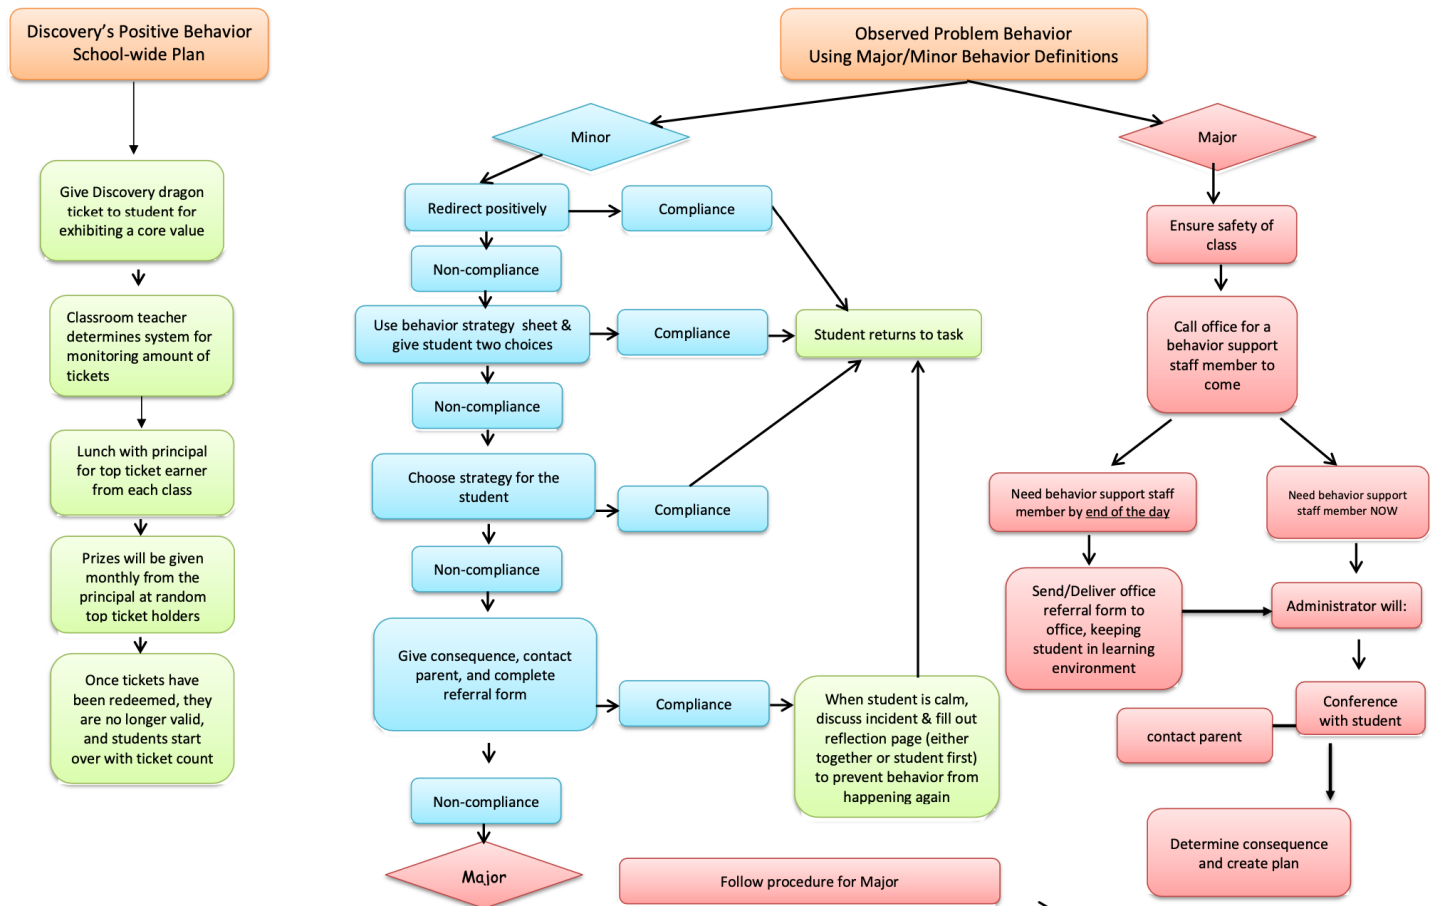 Discovery's Positive Behavior
School-wide Plan
Give Discovery dragon
ticket to student for
exhibiting a core value
Classroom teacher
determines system for
monitoring amount of
tickets
Lunch with principal
for top ticket earner
from each class
Prizes will be given
monthly from the
principal at random
top ticket holders
Once tickets have
been redeemed, they
are no longer valid,
and students start
over with ticket count
Observed Problem Behavior
Using Major/Minor Behavior Definitions
Minor
Redirect positively
Compliance
Non-compliance
Use behavior strategy sheet &
give student two choices
Compliance
Student returns to task
Non-compliance
Choose strategy for the
student
Compliance
Non-compliance
Give consequence, contact
parent, and complete
referral form
Compliance
When student is calm,
discuss incident & fill out
reflection page (either
together or student first)
to prevent behavior from
happening again
Non-compliance
Major
Follow procedure for Major
Major
Ensure safety of
class
Call office for a
behavior support
staff member to
come
Need behavior support staff
member by end of the day
Need behavior support
staff member NOW
Send/Deliver office
referral form to
office, keeping
student in learning
environment
Administrator will:
Conference
with student
contact parent
Determine consequence
and create plan